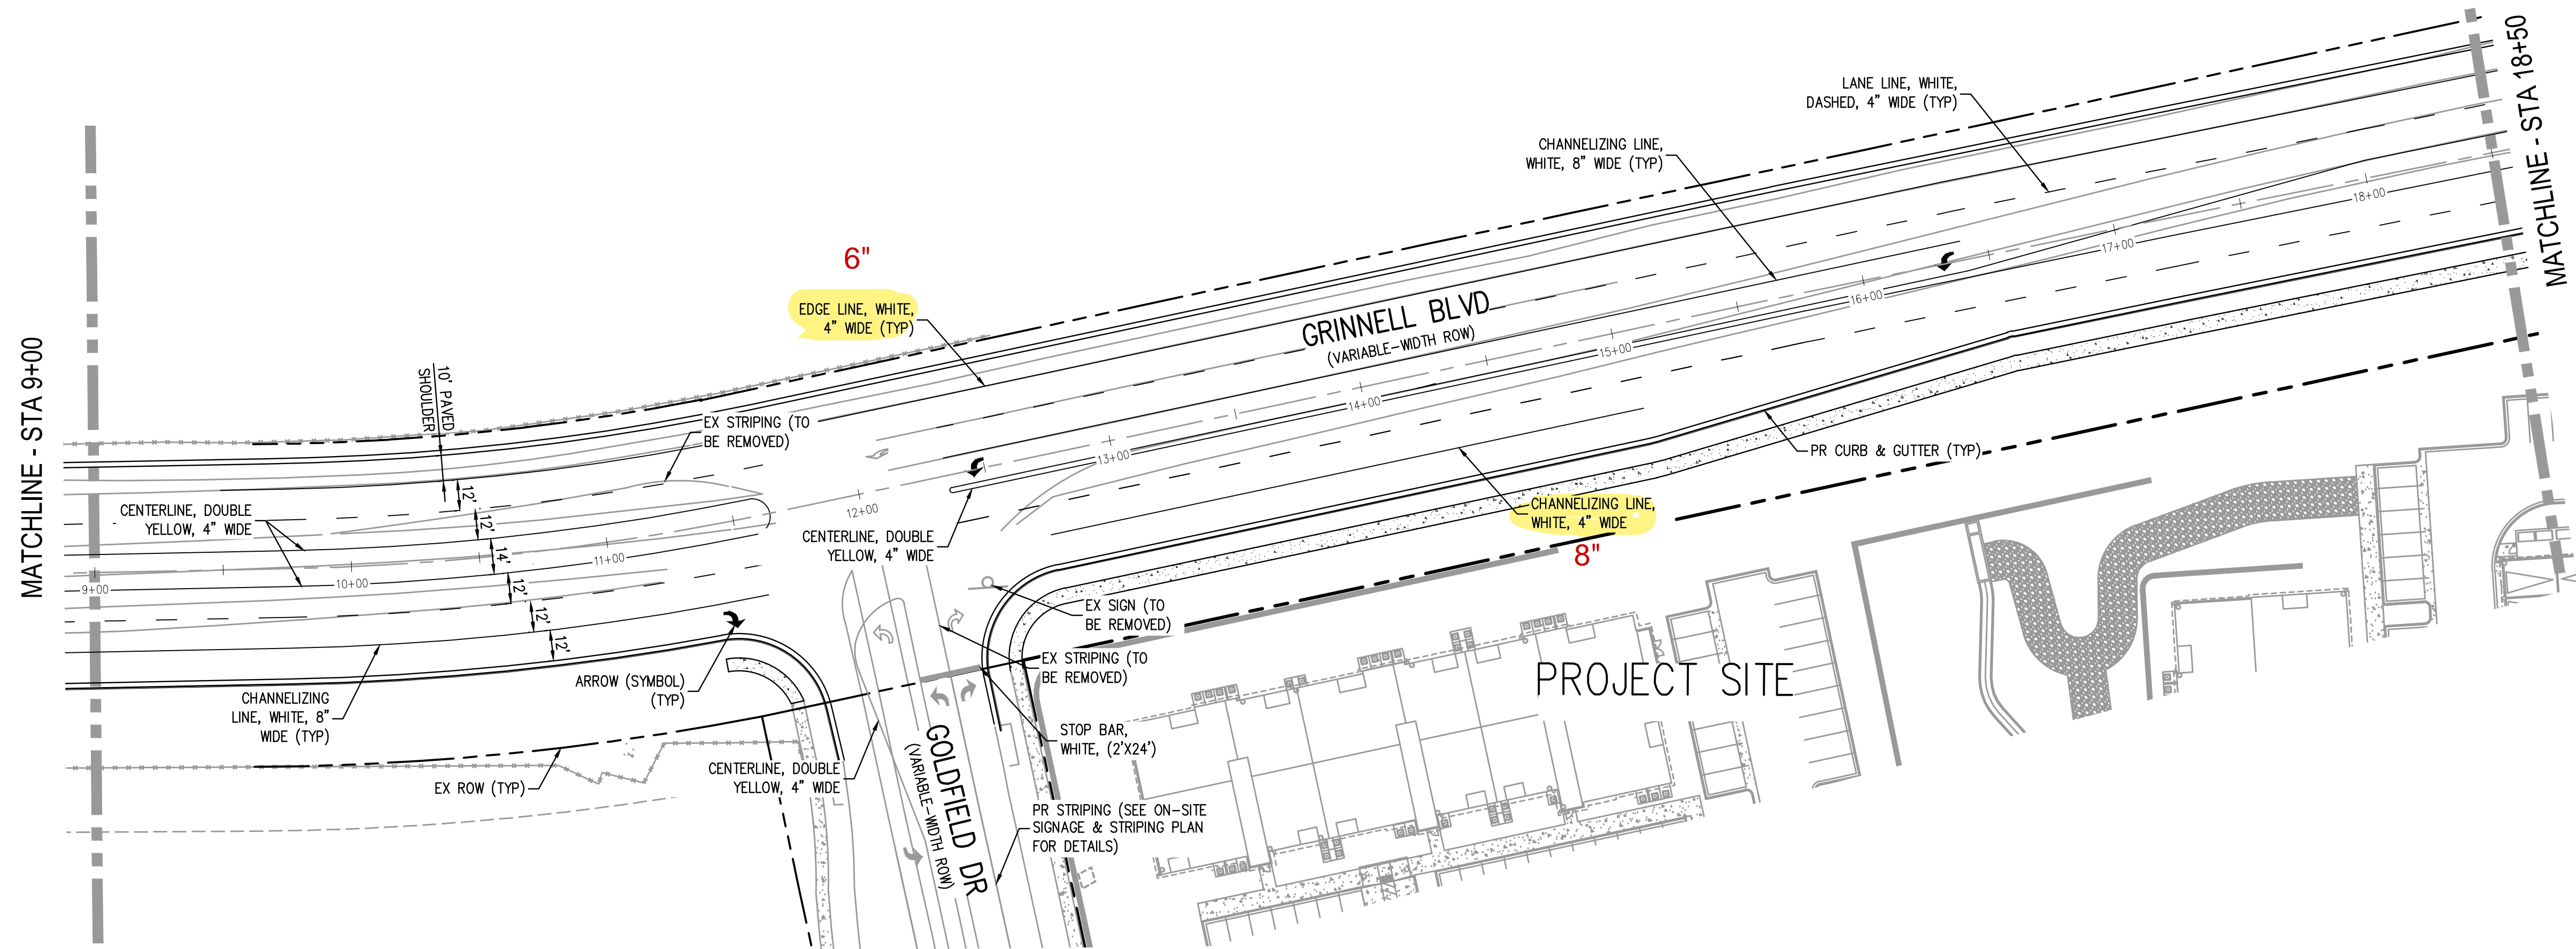 MATCHLINE - STA 9+00
MATCHLINE - STA 18+50
LANE LINE, WHITE,
DASHED, 4" WIDE (TYP)
CHANNELIZING LINE,
WHITE, 8" WIDE (TYP)
6"
EDGE LINE, WHITE,
4" WIDE (TYP)
GRINNELL BLVD
(VARIABLE-WIDTH ROW)
10' PAVED
SHOULDER
EX STRIPING (TO
BE REMOVED)
CENTERLINE, DOUBLE
YELLOW, 4" WIDE
12'
12'
14'
12'
12'
12'
9+00
10+00
11+00
12+00
13+00
14+00
15+00
16+00
17+00
18+00
PR CURB & GUTTER (TYP)
CHANNELIZING LINE,
WHITE, 4" WIDE
8"
CENTERLINE, DOUBLE
YELLOW, 4" WIDE
EX SIGN (TO
BE REMOVED)
EX STRIPING (TO
BE REMOVED)
ARROW (SYMBOL)
(TYP)
CHANNELIZING
LINE, WHITE, 8"
WIDE (TYP)
PROJECT SITE
STOP BAR,
WHITE, (2'X24')
EX ROW (TYP)
CENTERLINE, DOUBLE
YELLOW, 4" WIDE
GOLDFIELD DR
(VARIABLE-WIDTH ROW)
PR STRIPING (SEE ON-SITE
SIGNAGE & STRIPING PLAN
FOR DETAILS)